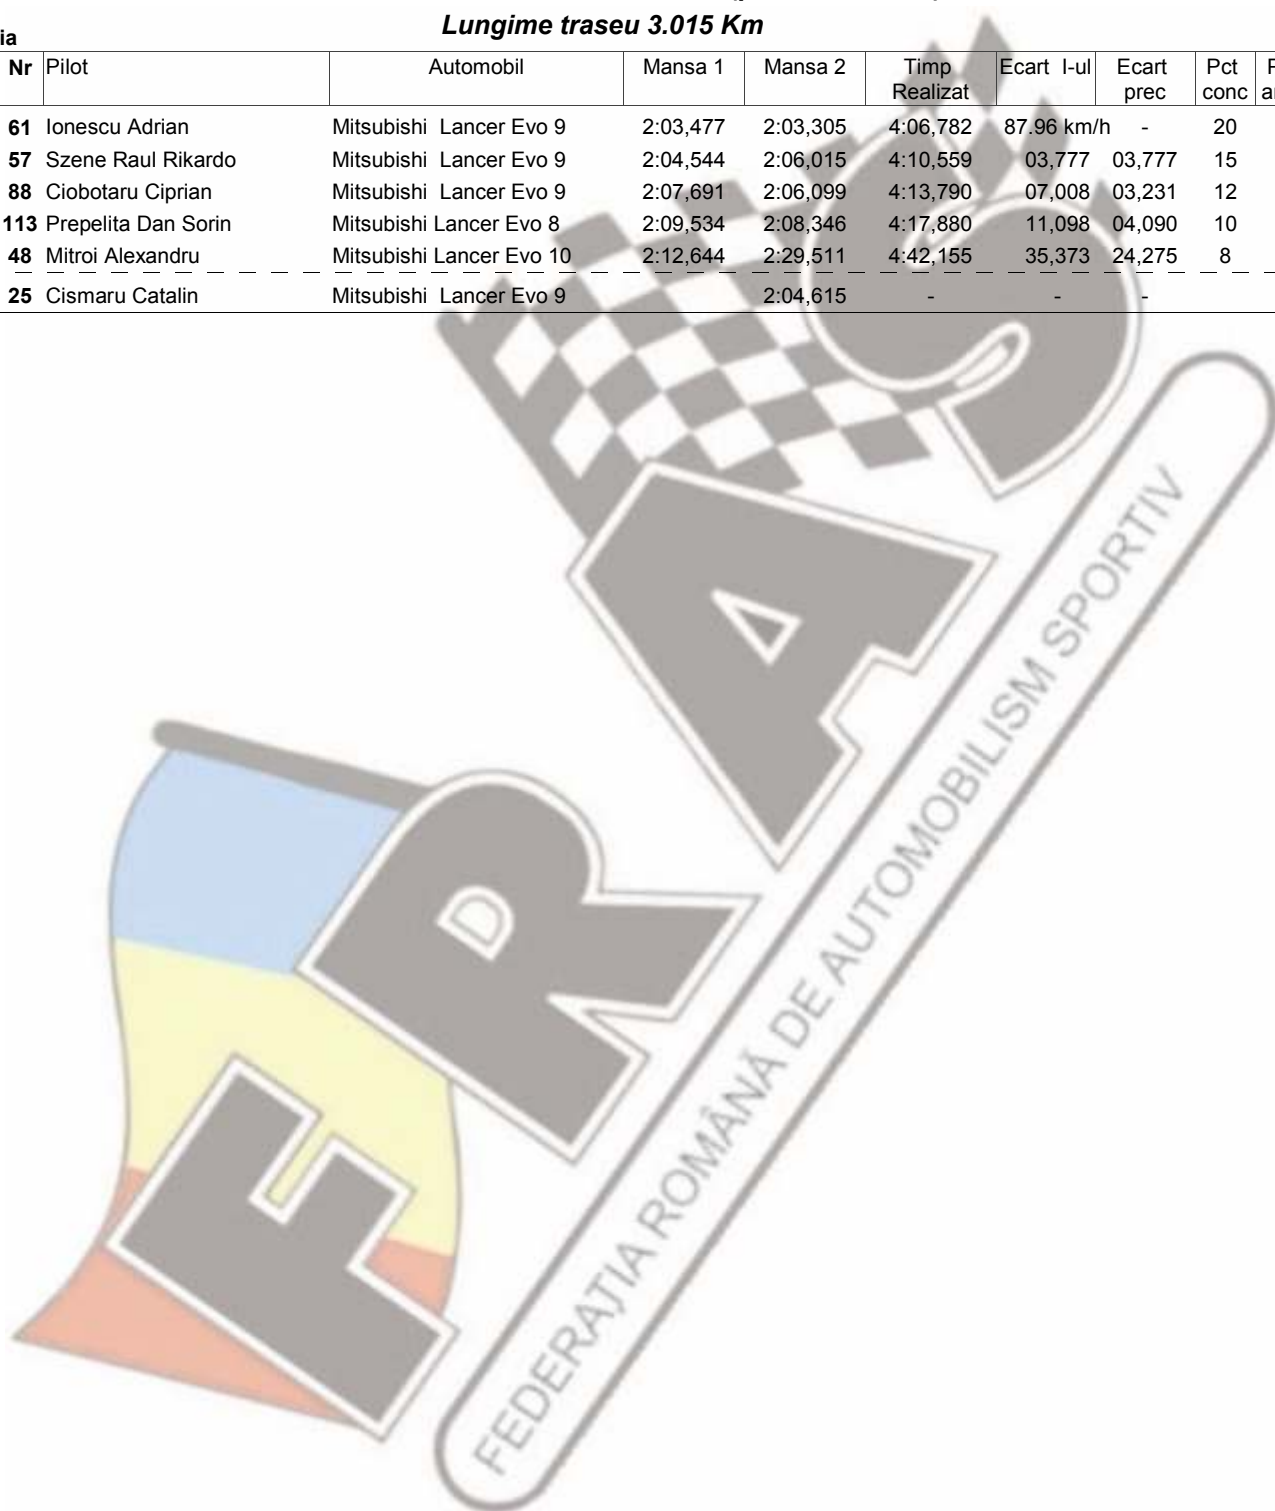 Lungime traseu 3.015 Km
ia
Nr Pilot Automobil Mansa 1 Mansa 2 Timp Realizat Ecart I-ul Ecart prec Pct conc
61 Ionescu Adrian Mitsubishi Lancer Evo 9 2:03,477 2:03,305 4:06,782 87.96 km/h - 20
57 Szene Raul Rikardo Mitsubishi Lancer Evo 9 2:04,544 2:06,015 4:10,559 03,777 03,777 15
88 Ciobotaru Ciprian Mitsubishi Lancer Evo 9 2:07,691 2:06,099 4:13,790 07,008 03,231 12
113 Prepelita Dan Sorin Mitsubishi Lancer Evo 8 2:09,534 2:08,346 4:17,880 11,098 04,090 10
48 Mitroi Alexandru Mitsubishi Lancer Evo 10 2:12,644 2:29,511 4:42,155 35,373 24,275 8
25 Cismaru Catalin Mitsubishi Lancer Evo 9 2:04,615 - - -
FRAS
FEDERAŢIA ROMÂNĂ DE AUTOMOBILISM SPORTIV